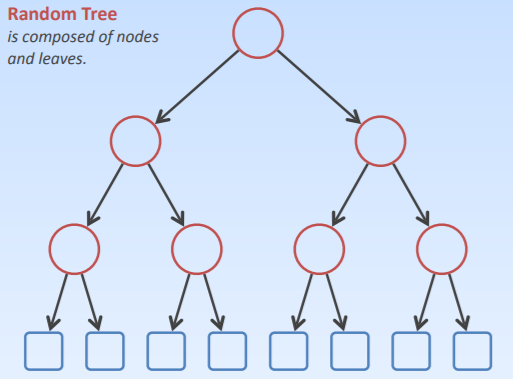 Random Tree
is composed of nodes
and leaves.